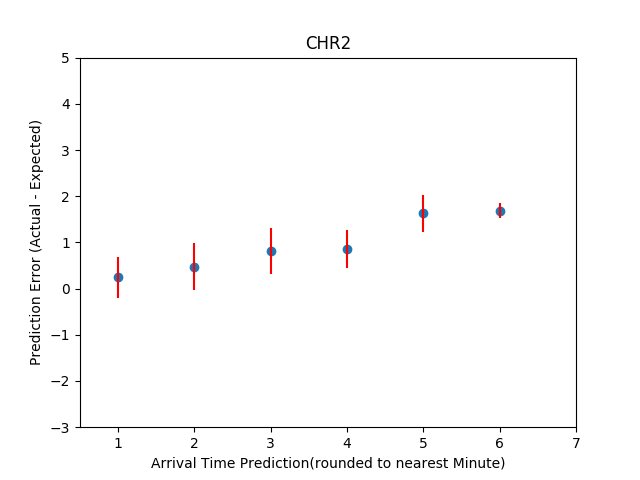 CHR2
5
4
3
2
1
0
−1
−2
−3
Prediction Error (Actual - Expected)
1 2 3 4 5 6 7
Arrival Time Prediction(rounded to nearest Minute)